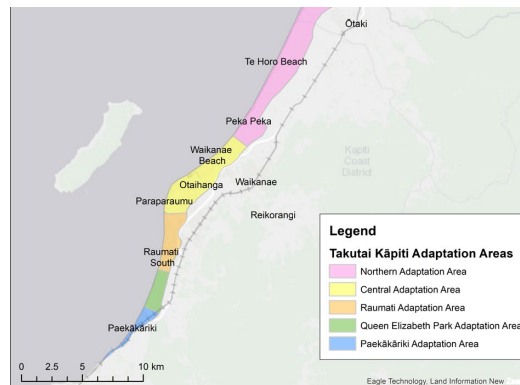 Ōtaki
Te Horo Beach
Peka Peka
Waikanae
Beach
Kapiti
Coast
District
Otaihanga
Waikanae
Paraparaumu
Reikorangi
Raumati
South
Paekākāriki
0 2.5 5 10 km
Legend
Takutai Kāpiti Adaptation Areas
Northern Adaptation Area
Central Adaptation Area
Raumati Adaptation Area
Queen Elizabeth Park Adaptation Area
Paekākāriki Adaptation Area
Eagle Technology, Land Information New